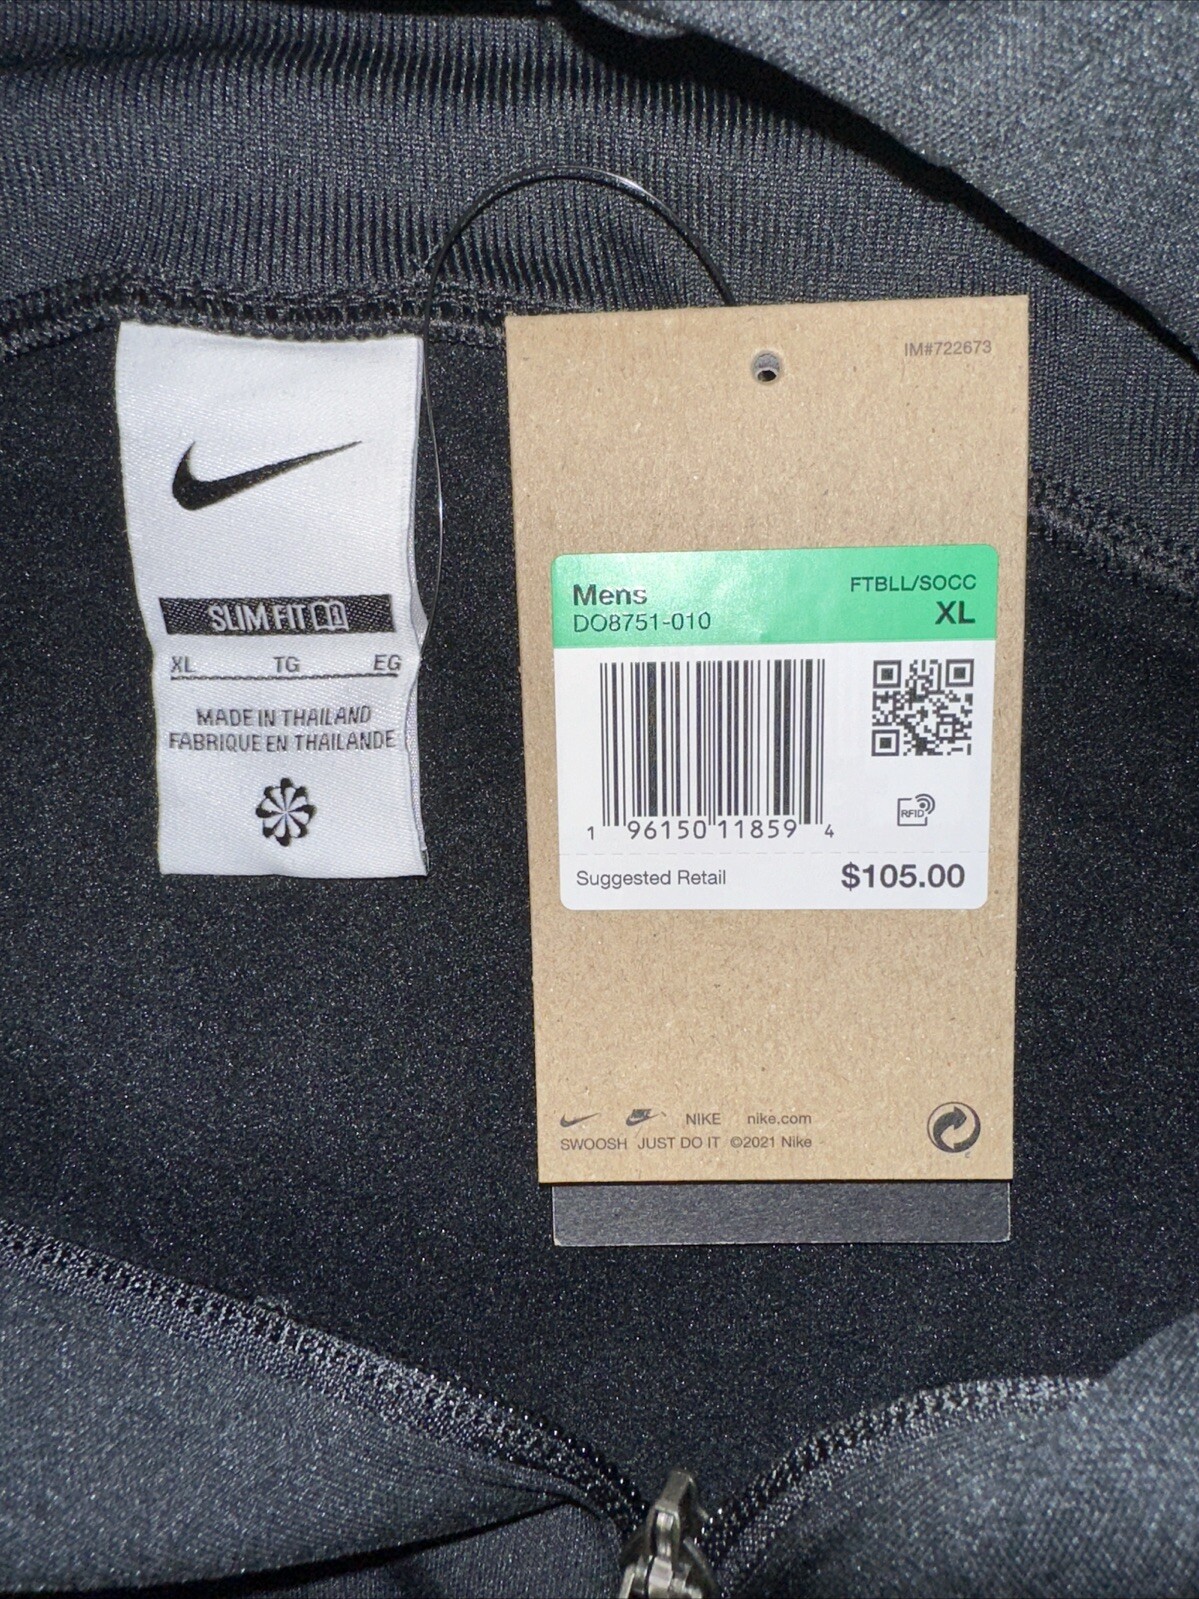 SLIM FIT
XL TG EG
MADE IN THAILAND
FABRIQUE EN THAILANDE
IM#722673
Mens FTBLL/SOCC
DO8751-010 XL
1 96150 11859 4
RFID
Suggested Retail $105.00
NIKE nike.com
SWOOSH JUST DO IT ©2021 Nike